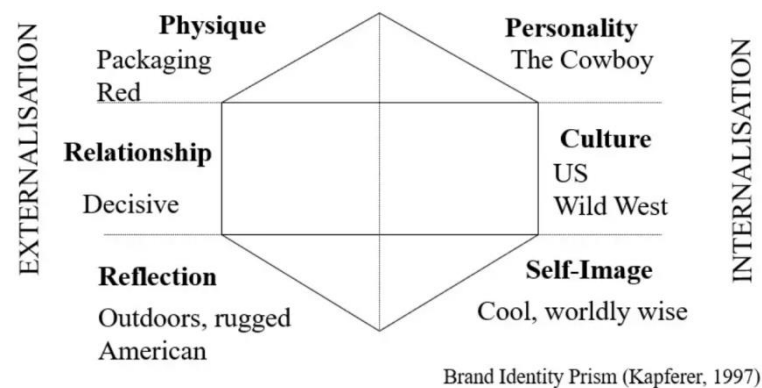 EXTERNALISATION
Physique
Packaging
Red
Relationship
Decisive
Reflection
Outdoors, rugged
American
Personality
The Cowboy
Culture
US
Wild West
Self-Image
Cool, worldly wise
INTERNALISATION
Brand Identity Prism (Kapferer, 1997)